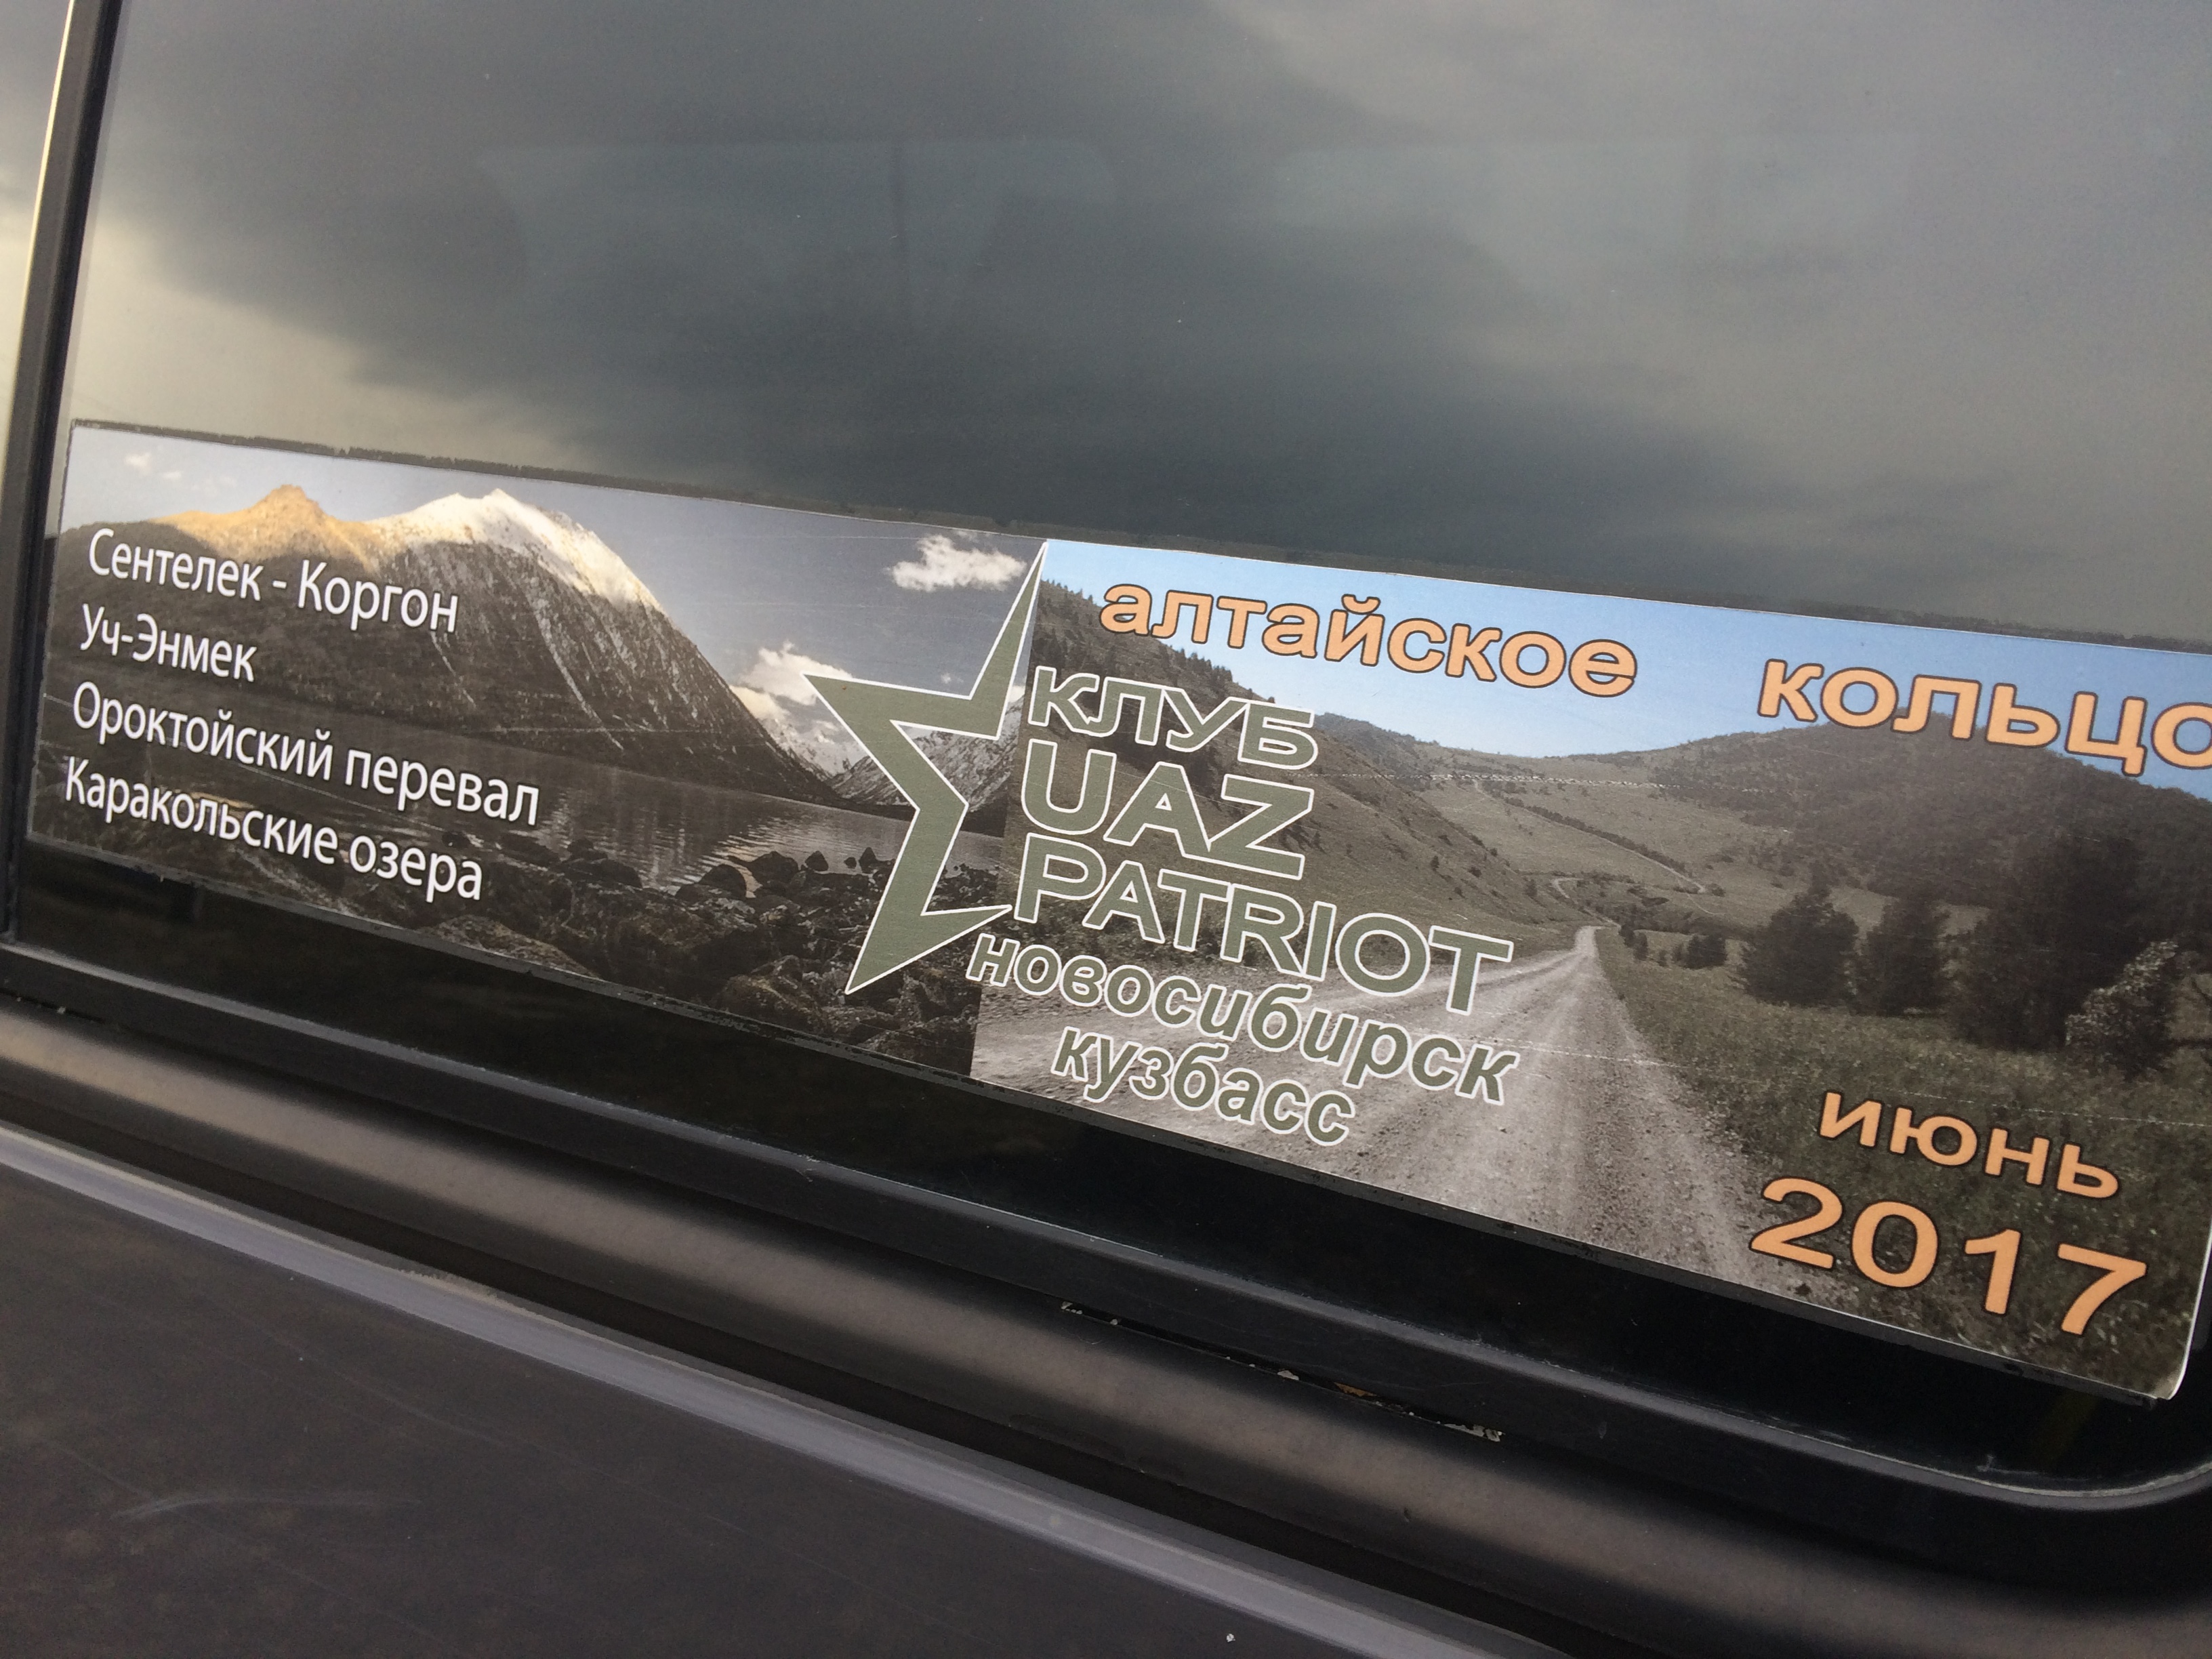 Сентелек - Коргон
Уч-Энмек
Ороктойский перевал
Каракольские озера
алтайское кольцо
КЛУБ
UAZ
PATRIOT
новосибирск
кузбасс
июнь
2017